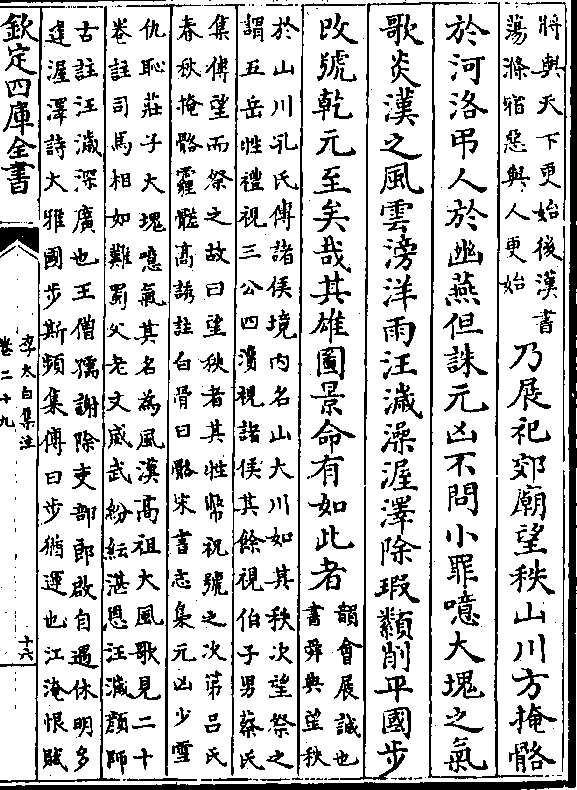 將與天下更始後漢書
蕩滌宿惡與人更始
乃展祀郊廟望秩山川方掩骼
於河洛弔人於幽燕但誅元凶不問小罪噫大塊之氣
歌炎漢之風雲滂洋雨汪濊澡渥澤除瑕纇削平國步
改號乾元至矣哉其雄圖景命有如此者
韻會展誠也
書舜典望秩
於山川孔氏傳諸侯境内名山大川如其秩次望祭之
謂五岳牲禮視三公四瀆視諸侯其餘視伯子男蔡氏
集傳望而祭之故曰望秩者其牲幣祝號之次第吕氏
春秋掩骼霾髊高誘註白骨曰骼宋書志梟元凶少雪
仇恥莊子大塊噫氣其名為風漢高祖大風歌見二十
卷註司馬相如難蜀父老文威武紛紜湛恩汪濊顔師
古註汪濊深廣也王僧孺謝除吏部郎啟自遇休明多
逢渥澤詩大雅國步斯頻集傳曰步猶運也江淹恨賦
欽定四庫全書
李太白集注
卷二十九
十六